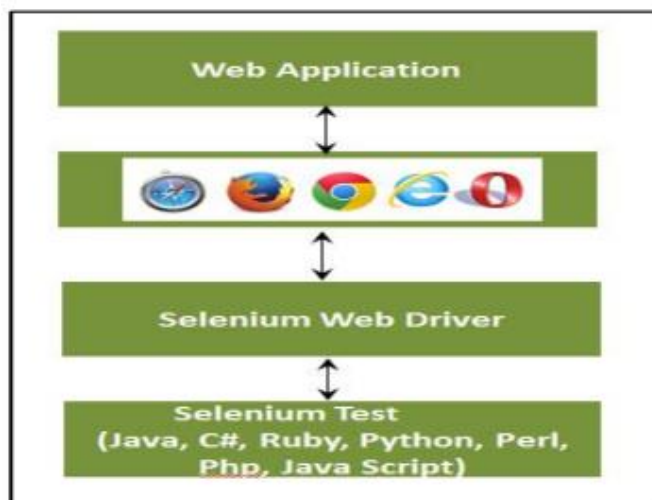 Web Application
Selenium Web Driver
Selenium Test
(Java, C#, Ruby, Python, Perl,
Php, Java Script)